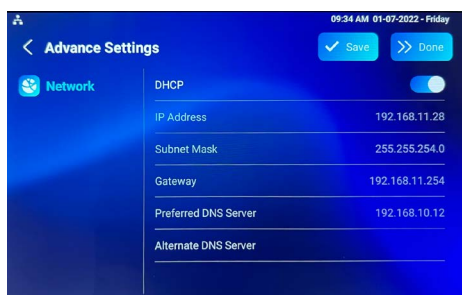 09:34 AM 01-07-2022 - Friday
Advance Settings
Save
Done
Network
DHCP
IP Address 192.168.11.28
Subnet Mask 255.255.254.0
Gateway 192.168.11.254
Preferred DNS Server 192.168.10.12
Alternate DNS Server